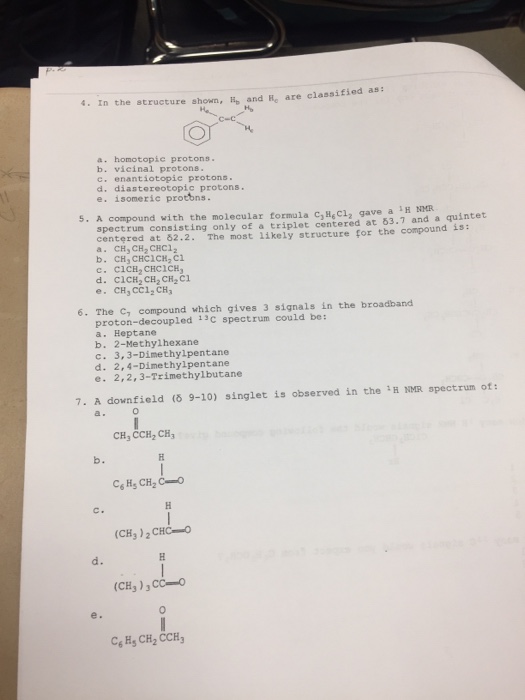 4. In the structure shown, Hb and Hc are classified as:
Ha Hb
C=C
Hc
a. homotopic protons.
b. vicinal protons.
c. enantiotopic protons.
d. diastereotopic protons.
e. isomeric protons.
5. A compound with the molecular formula C3H6Cl2 gave a 1H NMR
spectrum consisting only of a triplet centered at δ3.7 and a quintet
centered at δ2.2. The most likely structure for the compound is:
a. CH3CH2CHCl2
b. CH3CHClCH2Cl
c. ClCH2CHClCH3
d. ClCH2CH2CH2Cl
e. CH3CCl2CH3
6. The C7 compound which gives 3 signals in the broadband
proton-decoupled 13C spectrum could be:
a. Heptane
b. 2-Methylhexane
c. 3,3-Dimethylpentane
d. 2,4-Dimethylpentane
e. 2,2,3-Trimethylbutane
7. A downfield (δ 9-10) singlet is observed in the 1H NMR spectrum of:
a. O
CH3CCH2CH3
b. H
C6H5CH2C=O
c. H
(CH3)2CHC=O
d. H
(CH3)3CC=O
e. O
C6H5CH2CCH3